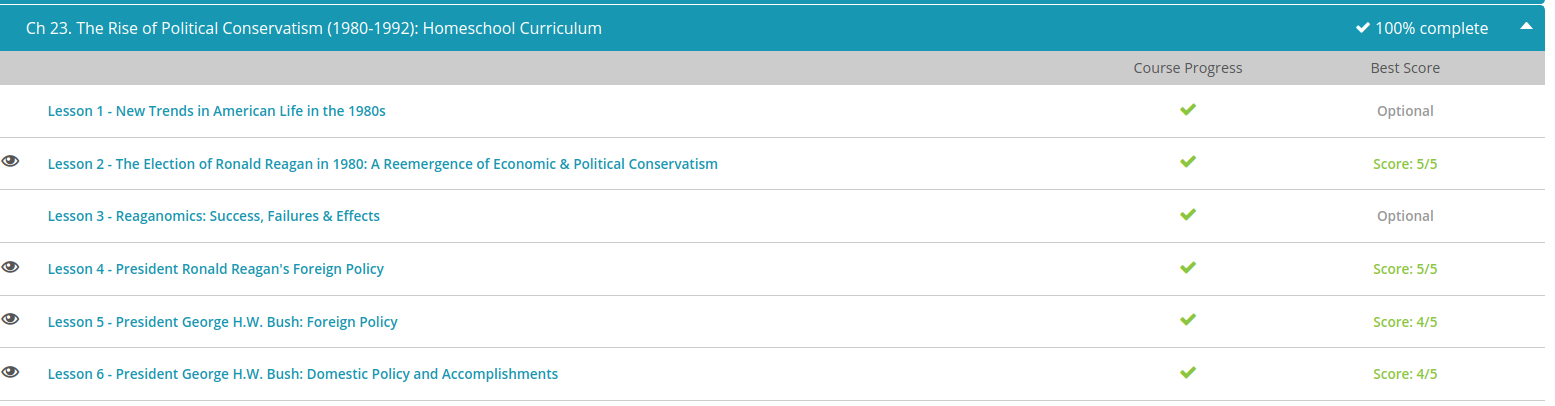 Ch 23. The Rise of Political Conservatism (1980-1992): Homeschool Curriculum 100% complete
Course Progress Best Score
Lesson 1 - New Trends in American Life in the 1980s Optional
Lesson 2 - The Election of Ronald Reagan in 1980: A Reemergence of Economic & Political Conservatism Score: 5/5
Lesson 3 - Reaganomics: Success, Failures & Effects Optional
Lesson 4 - President Ronald Reagan's Foreign Policy Score: 5/5
Lesson 5 - President George H.W. Bush: Foreign Policy Score: 4/5
Lesson 6 - President George H.W. Bush: Domestic Policy and Accomplishments Score: 4/5